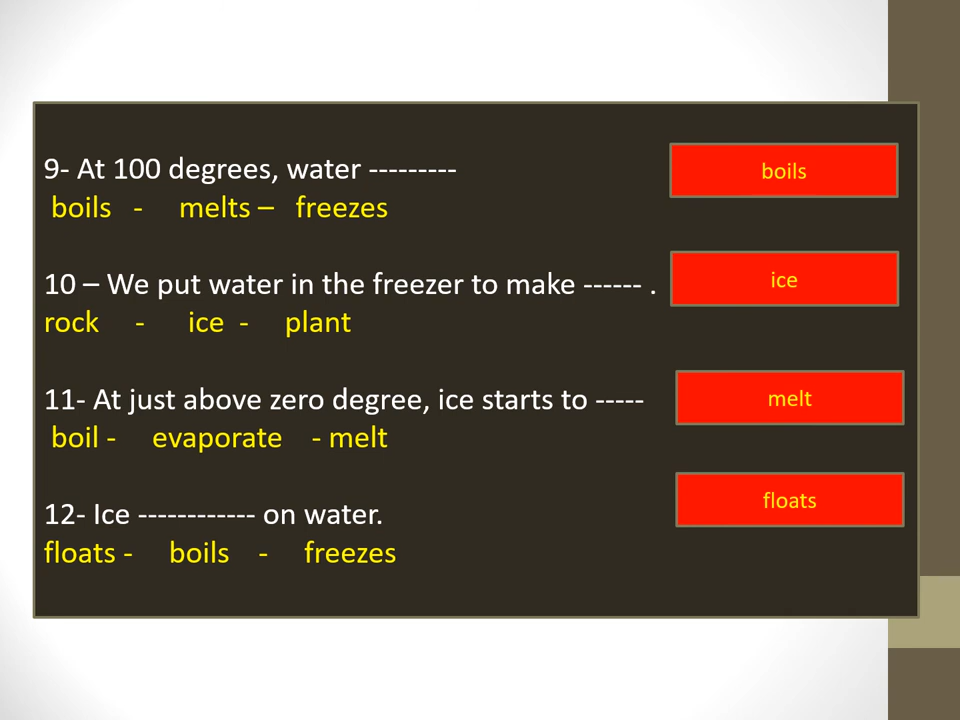 9- At 100 degrees, water ---------
boils
boils - melts – freezes
10 – We put water in the freezer to make ------ .
ice
rock - ice - plant
11- At just above zero degree, ice starts to -----
melt
boil - evaporate - melt
12- Ice ------------ on water.
floats
floats - boils - freezes